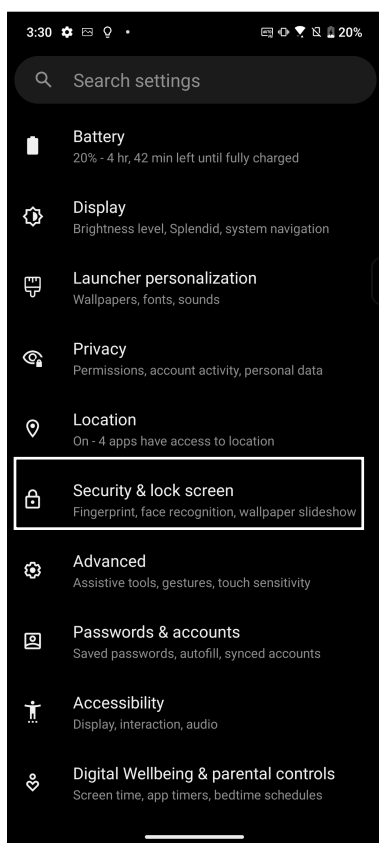 3:30
20%
Search settings
Battery
20% - 4 hr, 42 min left until fully charged
Display
Brightness level, Splendid, system navigation
Launcher personalization
Wallpapers, fonts, sounds
Privacy
Permissions, account activity, personal data
Location
On - 4 apps have access to location
Security & lock screen
Fingerprint, face recognition, wallpaper slideshow
Advanced
Assistive tools, gestures, touch sensitivity
Passwords & accounts
Saved passwords, autofill, synced accounts
Accessibility
Display, interaction, audio
Digital Wellbeing & parental controls
Screen time, app timers, bedtime schedules